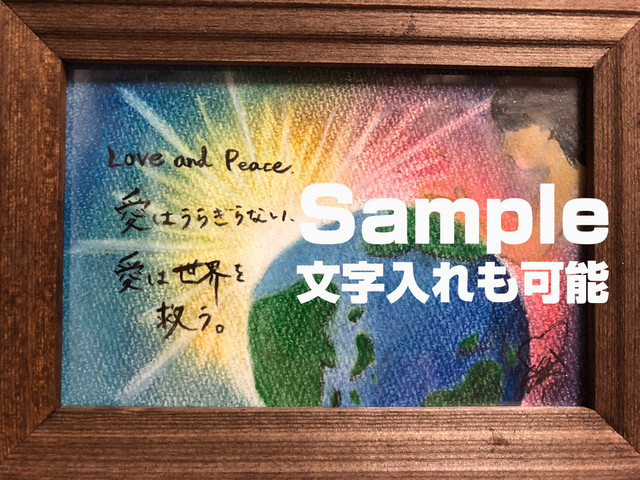 Love and Peace.
愛はうらぎらない、
愛は世界を
救う。
Sample
文字入れも可能